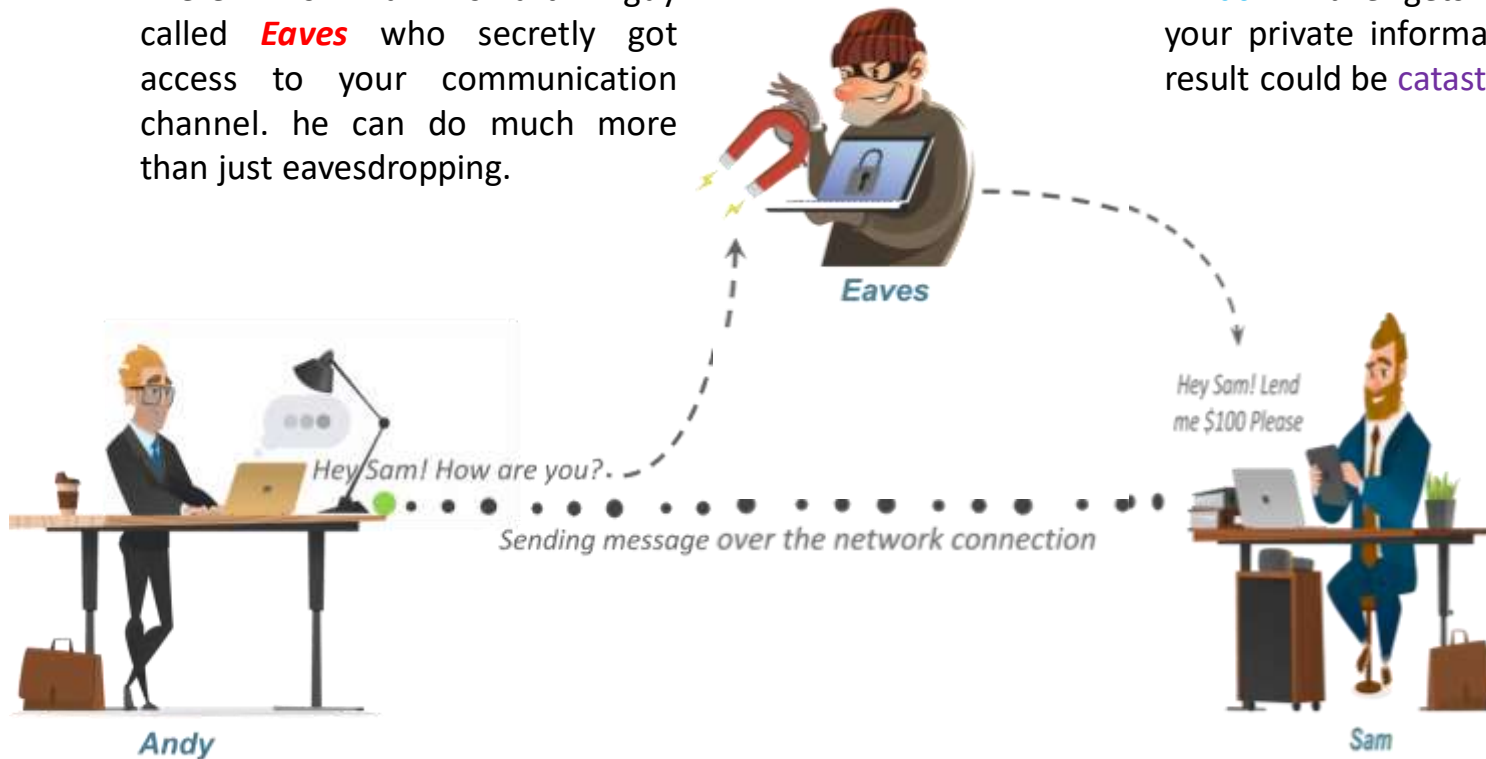 guy
called Eaves who secretly got
access to your communication
channel. he can do much more
than just eavesdropping.
your private informa
result could be catast
Eaves
Hey Sam! Lend
me $100 Please
Hey Sam! How are you?
Sending message over the network connection
Andy
Sam